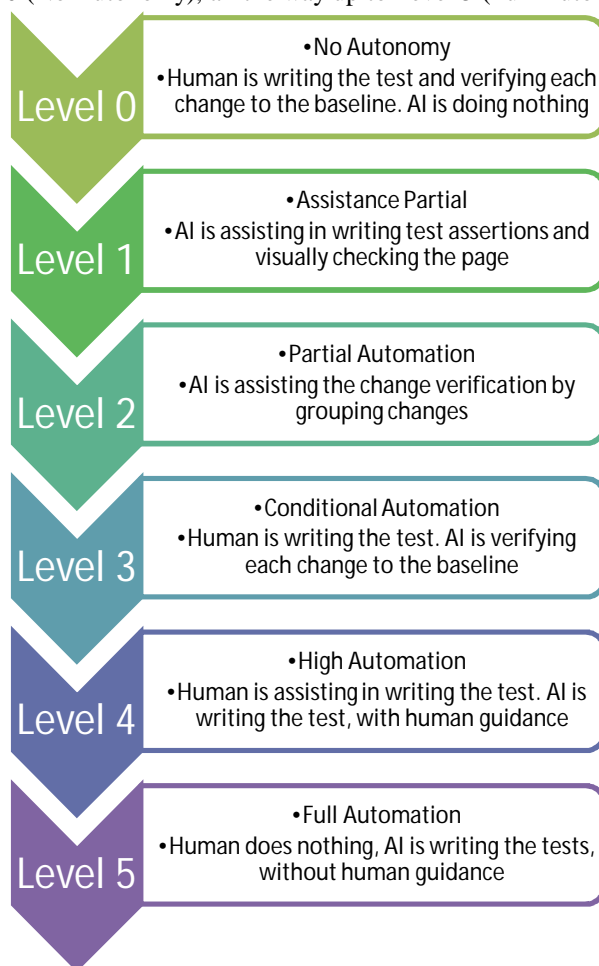 Level 0
•No Autonomy
•Human is writing the test and verifying each
change to the baseline. AI is doing nothing
Level 1
•Assistance Partial
•AI is assisting in writing test assertions and
visually checking the page
Level 2
•Partial Automation
•AI is assisting the change verification by
grouping changes
Level 3
•Conditional Automation
•Human is writing the test. AI is verifying
each change to the baseline
Level 4
•High Automation
•Human is assisting in writing the test. AI is
writing the test, with human guidance
Level 5
•Full Automation
•Human does nothing, AI is writing the tests,
without human guidance